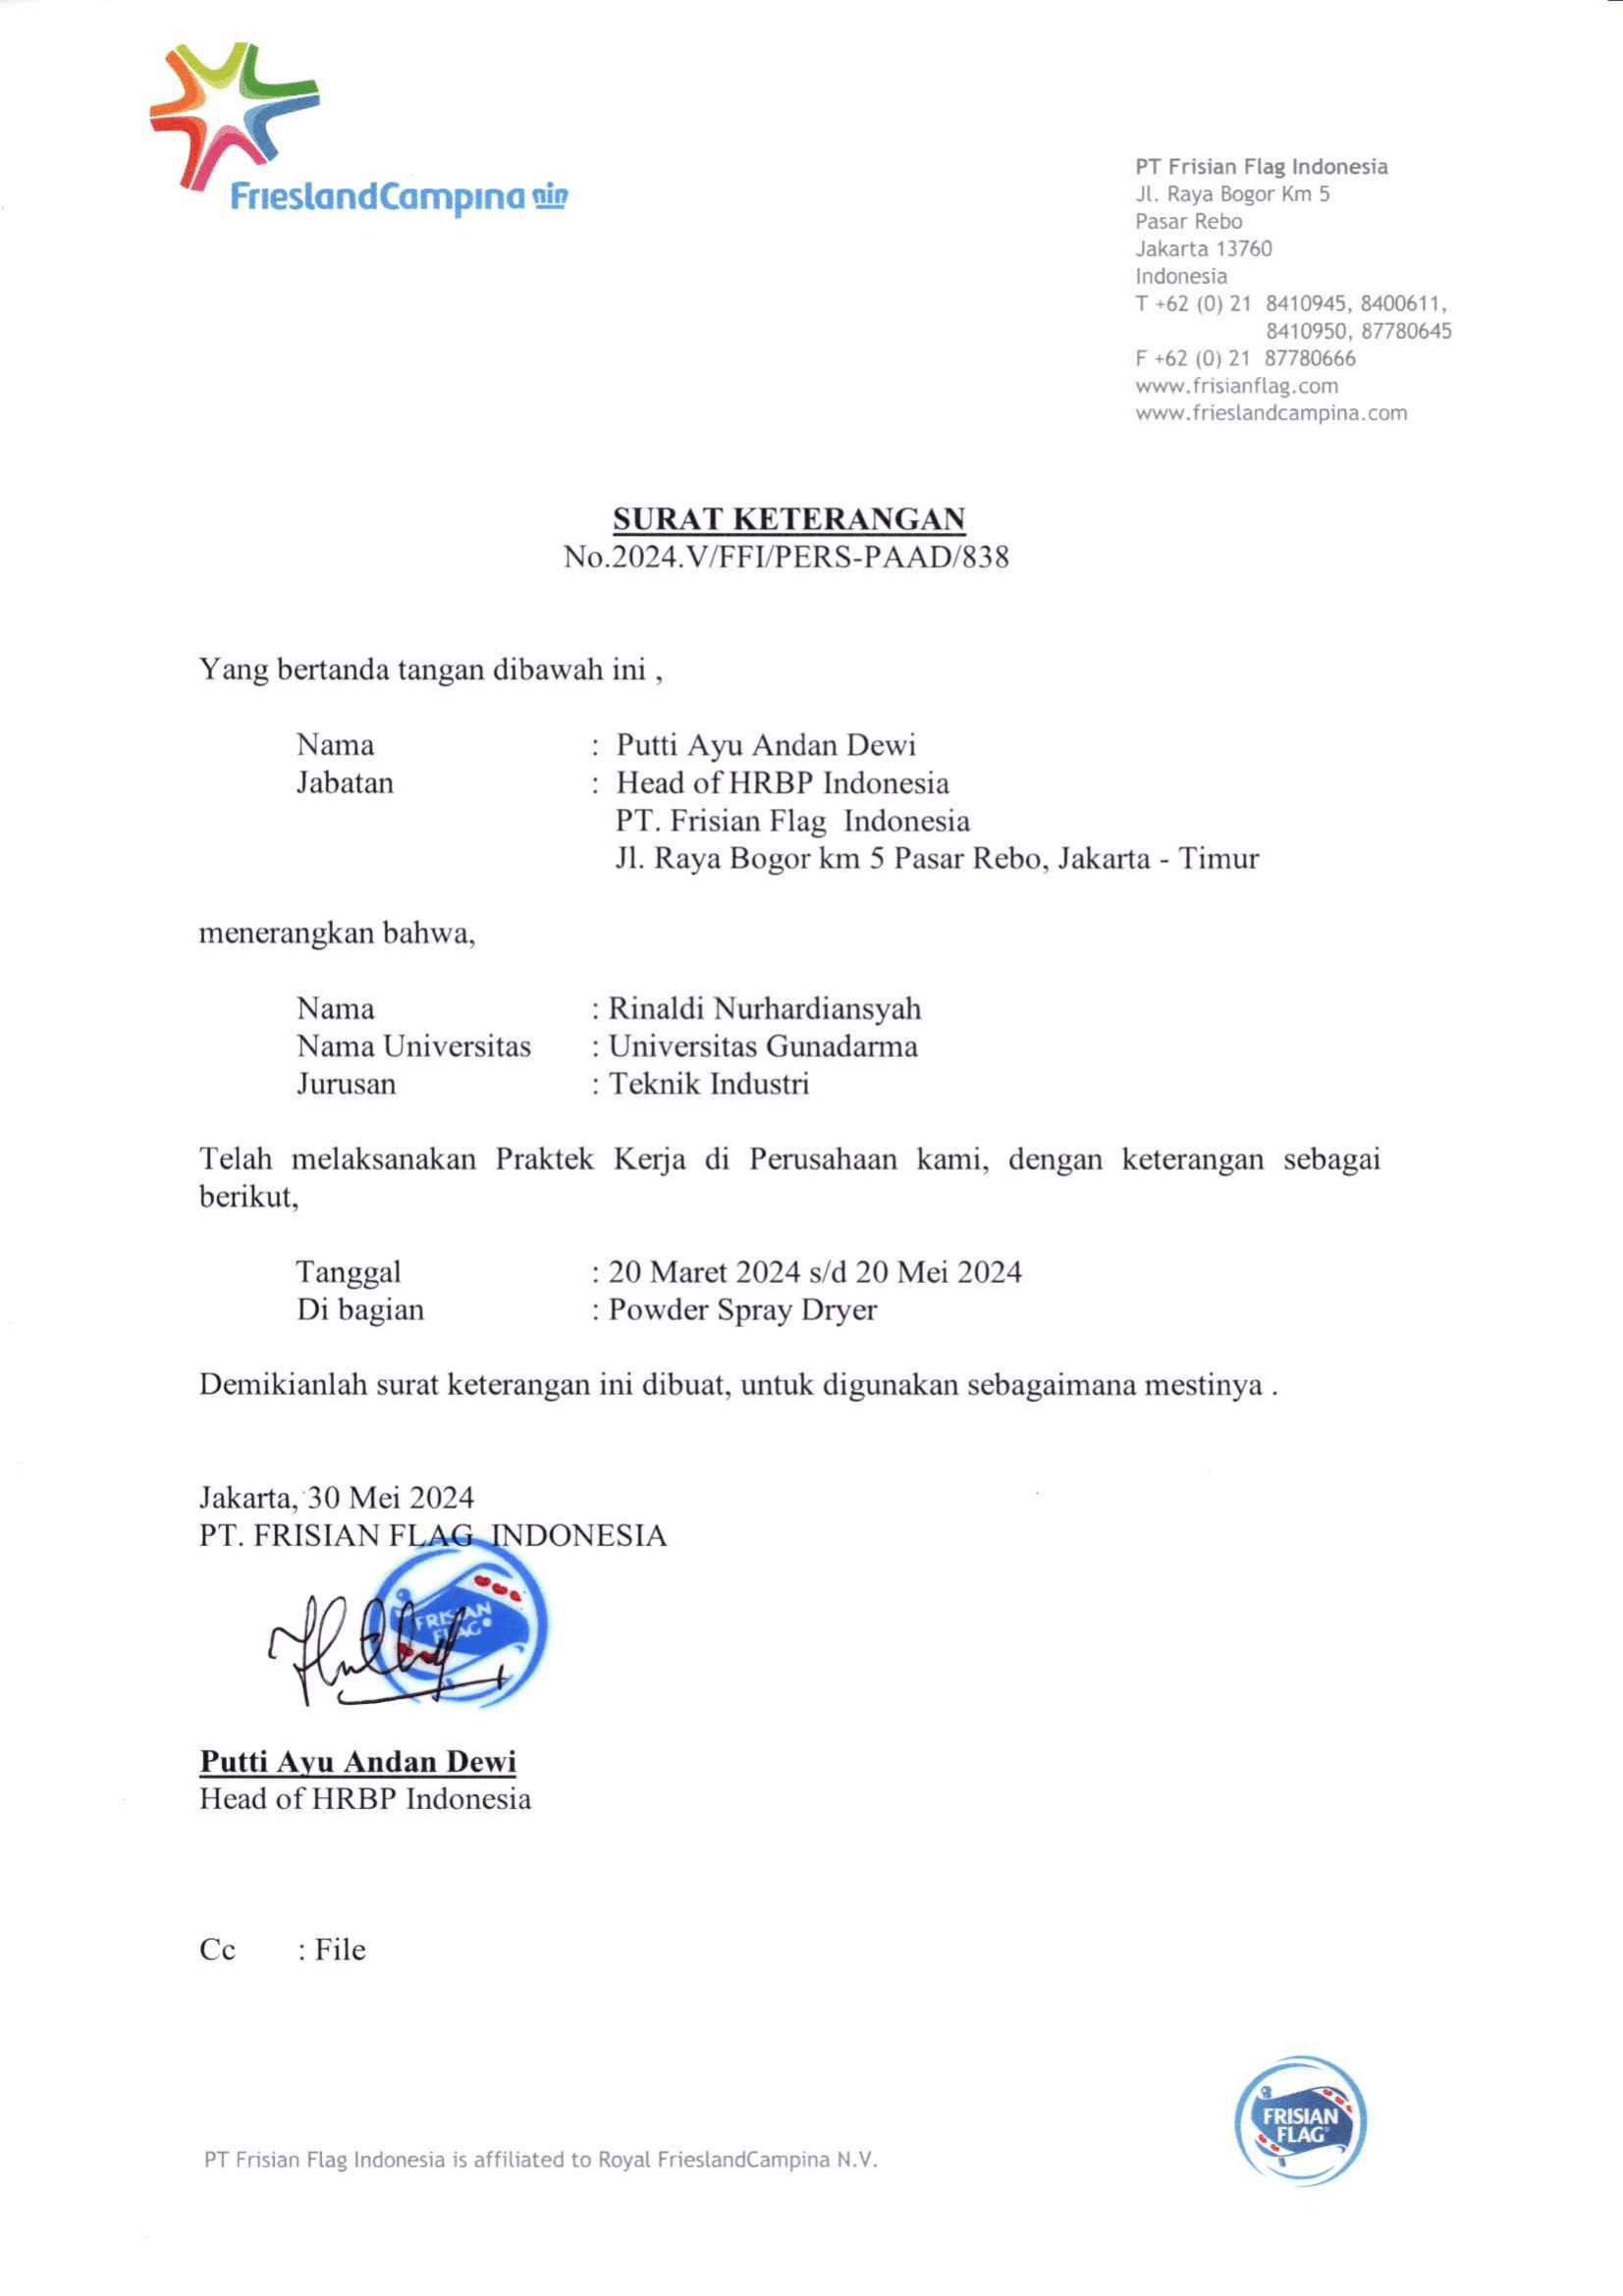 FrieslandCampina
PT Frisian Flag Indonesia
Jl. Raya Bogor Km 5
Pasar Rebo
Jakarta 13760
Indonesia
T +62 (0) 21 8410945, 8400611,
8410950, 87780645
F +62 (0) 21 87780666
www.frisianflag.com
www.frieslandcampina.com
SURAT KETERANGAN
No.2024.V/FFI/PERS-PAAD/838
Yang bertanda tangan dibawah ini ,
Nama : Putti Ayu Andan Dewi
Jabatan : Head of HRBP Indonesia
PT. Frisian Flag Indonesia
Jl. Raya Bogor km 5 Pasar Rebo, Jakarta - Timur
menerangkan bahwa,
Nama : Rinaldi Nurhardiansyah
Nama Universitas : Universitas Gunadarma
Jurusan : Teknik Industri
Telah melaksanakan Praktek Kerja di Perusahaan kami, dengan keterangan sebagai
berikut,
Tanggal : 20 Maret 2024 s/d 20 Mei 2024
Di bagian : Powder Spray Dryer
Demikianlah surat keterangan ini dibuat, untuk digunakan sebagaimana mestinya .
Jakarta, 30 Mei 2024
PT. FRISIAN FLAG INDONESIA
FRISIAN
FLAG
Putti Ayu Andan Dewi
Head of HRBP Indonesia
Cc : File
FRISIAN
FLAG
PT Frisian Flag Indonesia is affiliated to Royal FrieslandCampina N.V.